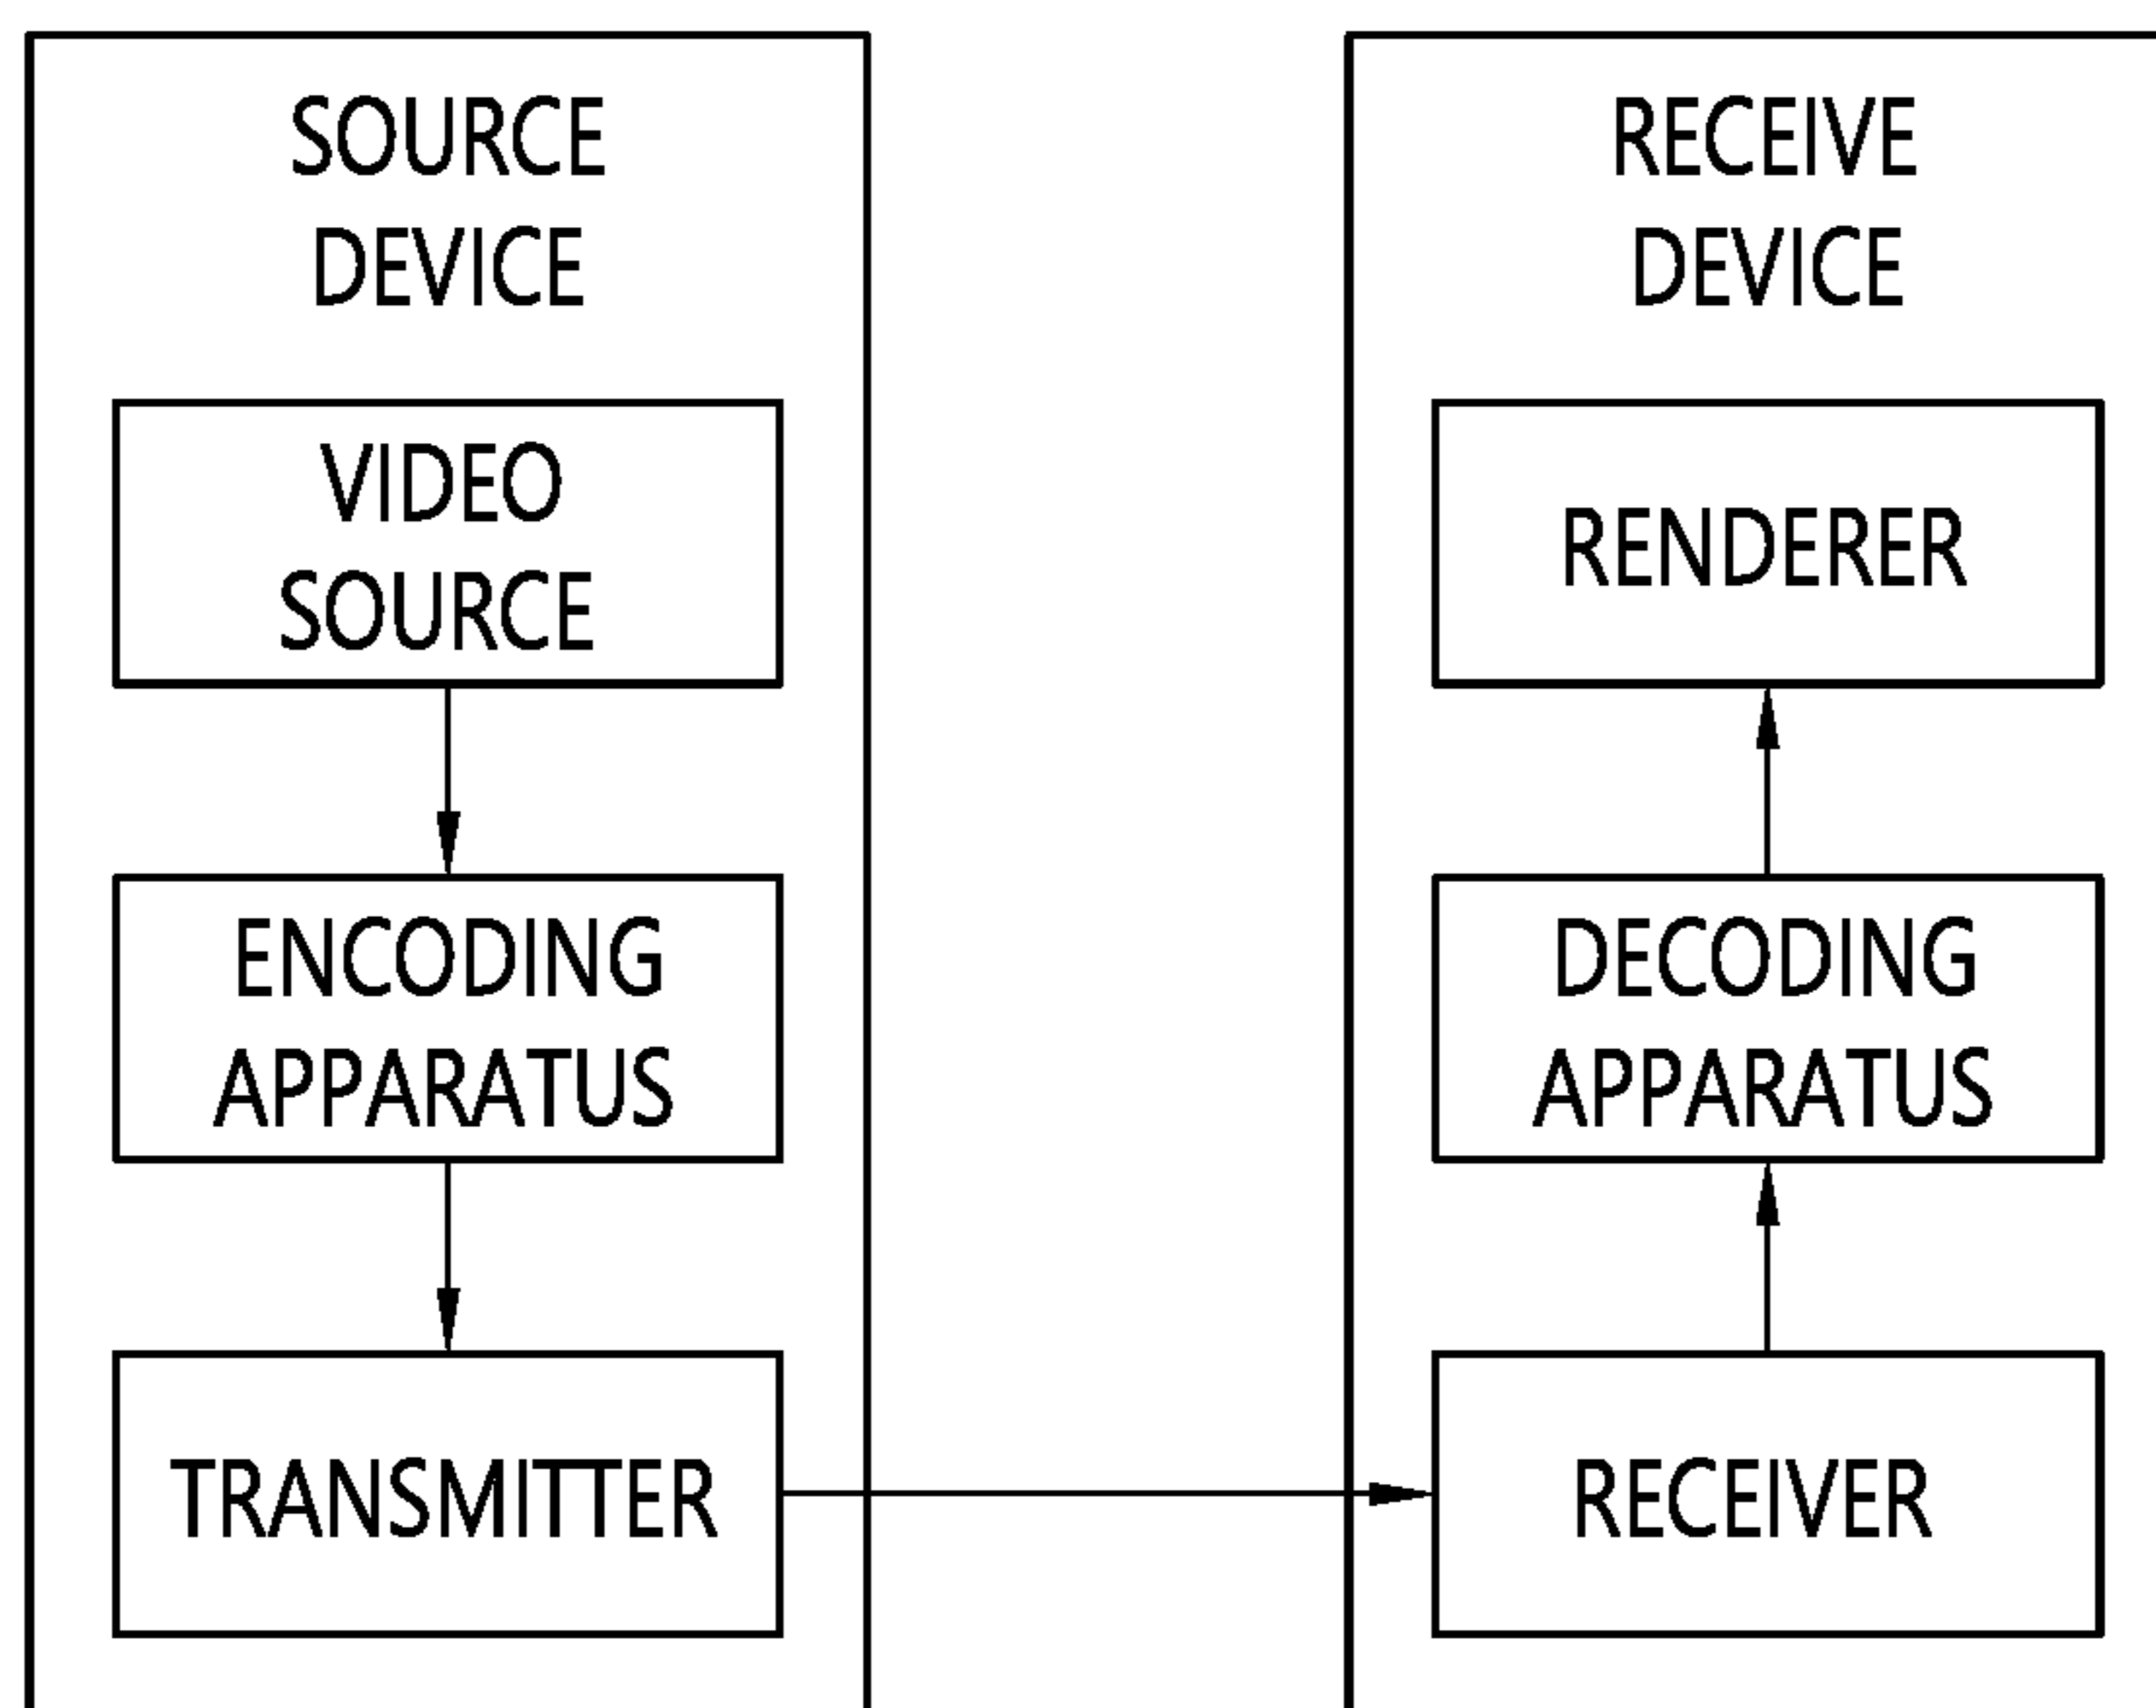 SOURCE
DEVICE
VIDEO
SOURCE
ENCODING
APPARATUS
TRANSMITTER
RECEIVE
DEVICE
RENDERER
DECODING
APPARATUS
RECEIVER